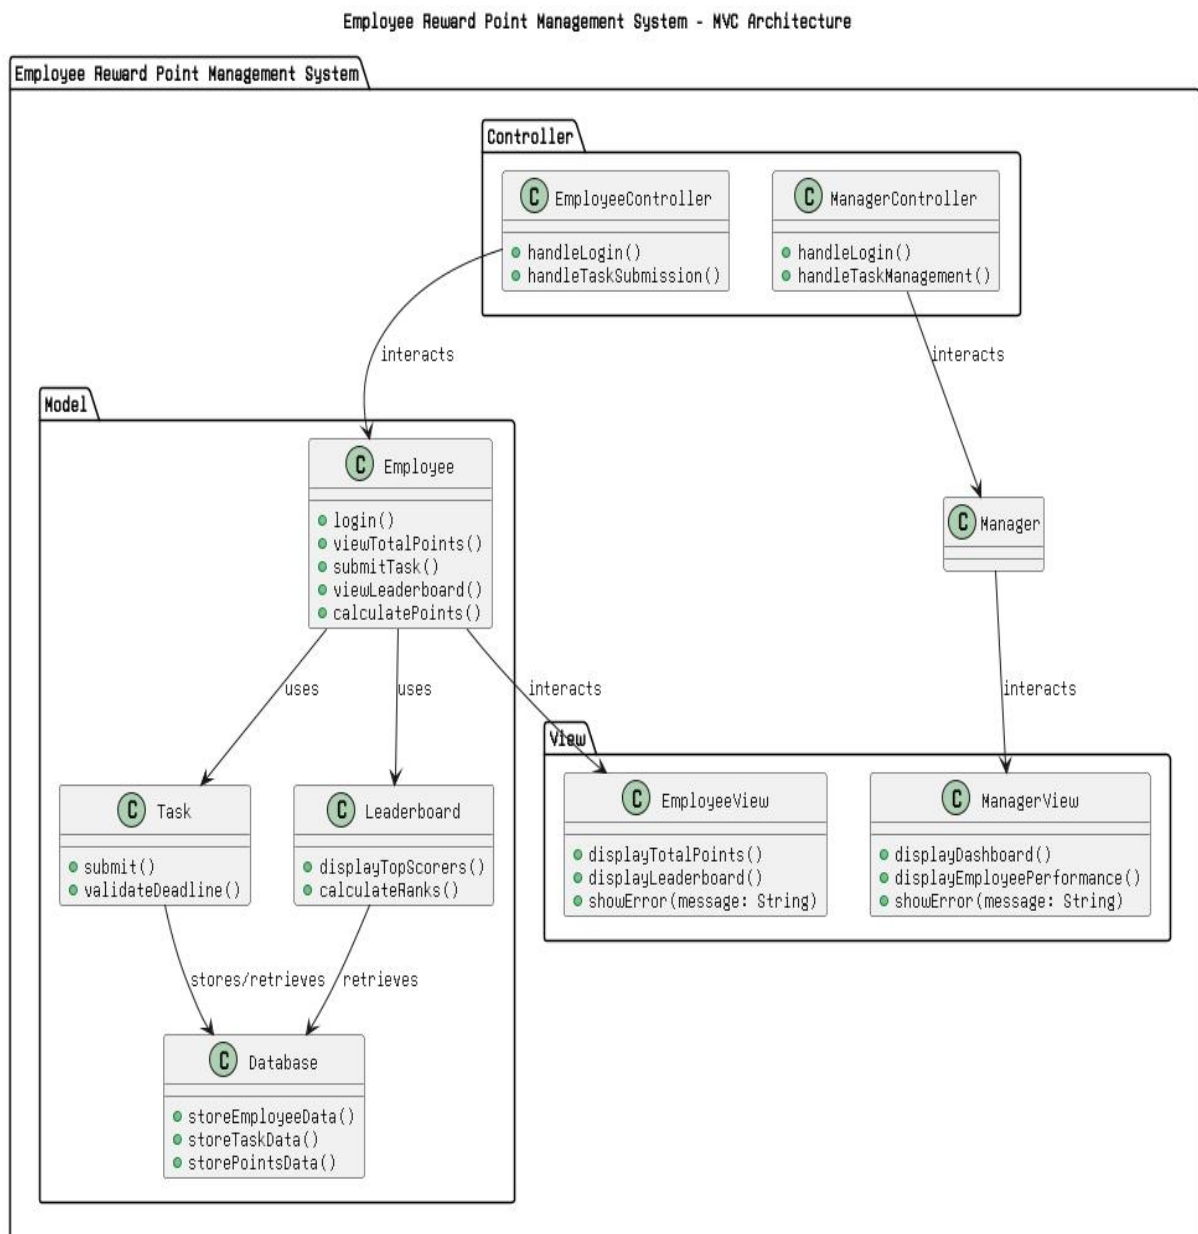 Employee Reward Point Management System - MVC Architecture
Employee Reward Point Management System
Controller
C EmployeeController
handleLogin()
handleTaskSubmission()
C ManagerController
handleLogin()
handleTaskManagement()
interacts
interacts
Model
C Employee
login()
viewTotalPoints()
submitTask()
viewLeaderboard()
calculatePoints()
C Manager
uses
uses
interacts
interacts
View
C Task
submit()
validateDeadline()
C Leaderboard
displayTopScorers()
calculateRanks()
C EmployeeView
displayTotalPoints()
displayLeaderboard()
showError(message: String)
C ManagerView
displayDashboard()
displayEmployeePerformance()
showError(message: String)
stores/retrieves
retrieves
C Database
storeEmployeeData()
storeTaskData()
storePointsData()